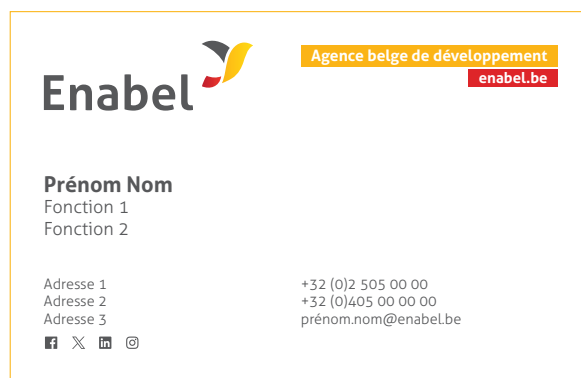 Enabel
Agence belge de développement
enabel.be
Prénom Nom
Fonction 1
Fonction 2
Adresse 1
Adresse 2
Adresse 3
+32 (0)2 505 00 00
+32 (0)405 00 00 00
prénom.nom@enabel.be